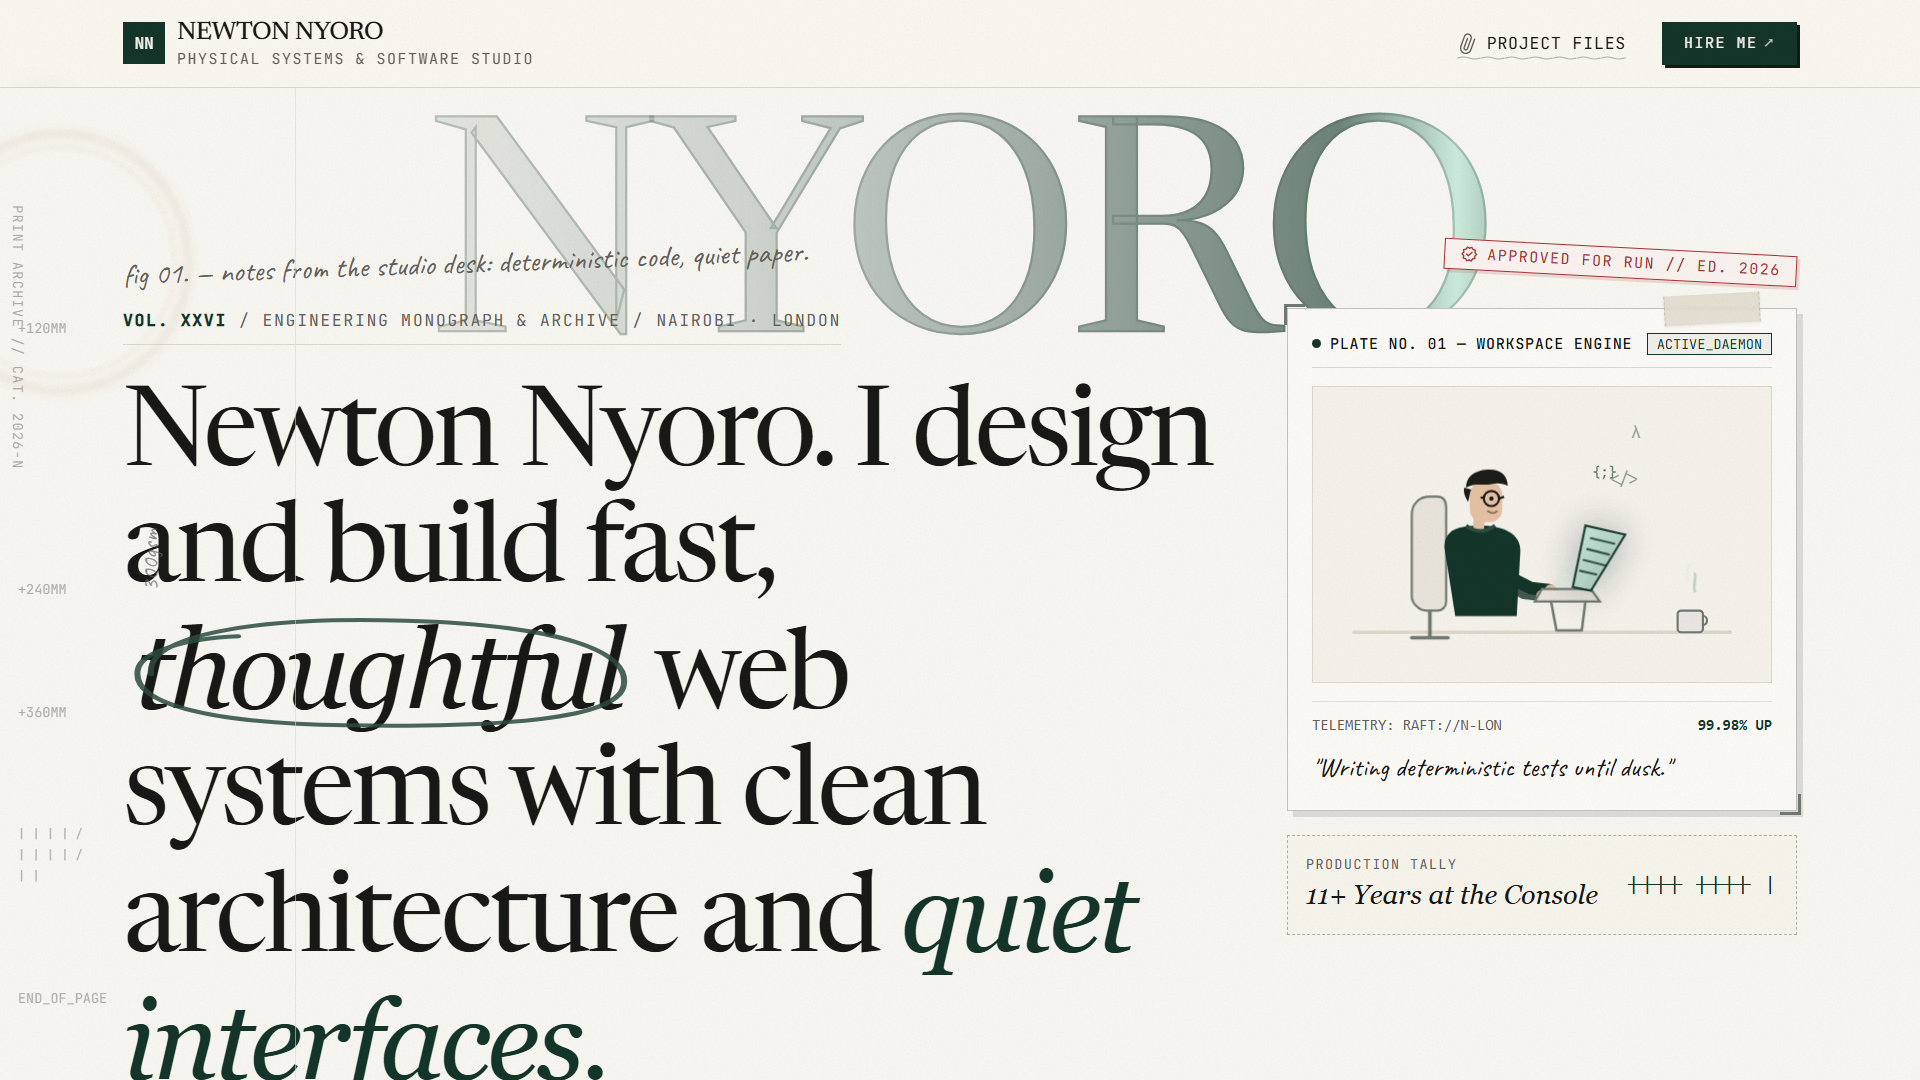 NN
NEWTON NYORO
PHYSICAL SYSTEMS & SOFTWARE STUDIO
PROJECT FILES
HIRE ME ↗
NYORO
PRINT ARCHIVE // CAT. 2026-N
fig 01. — notes from the studio desk: deterministic code, quiet paper.
VOL. XXVI / ENGINEERING MONOGRAPH & ARCHIVE / NAIROBI · LONDON
+120MM
+240MM
+360MM
300gsm
Newton Nyoro. I design
and build fast,
thoughtful web
systems with clean
architecture and quiet
interfaces.
| | | | /
| | | | /
| |
END_OF_PAGE
APPROVED FOR RUN // ED. 2026
PLATE NO. 01 — WORKSPACE ENGINE
ACTIVE_DAEMON
λ
{;}
</>
TELEMETRY: RAFT://N-LON
99.98% UP
"Writing deterministic tests until dusk."
PRODUCTION TALLY
11+ Years at the Console